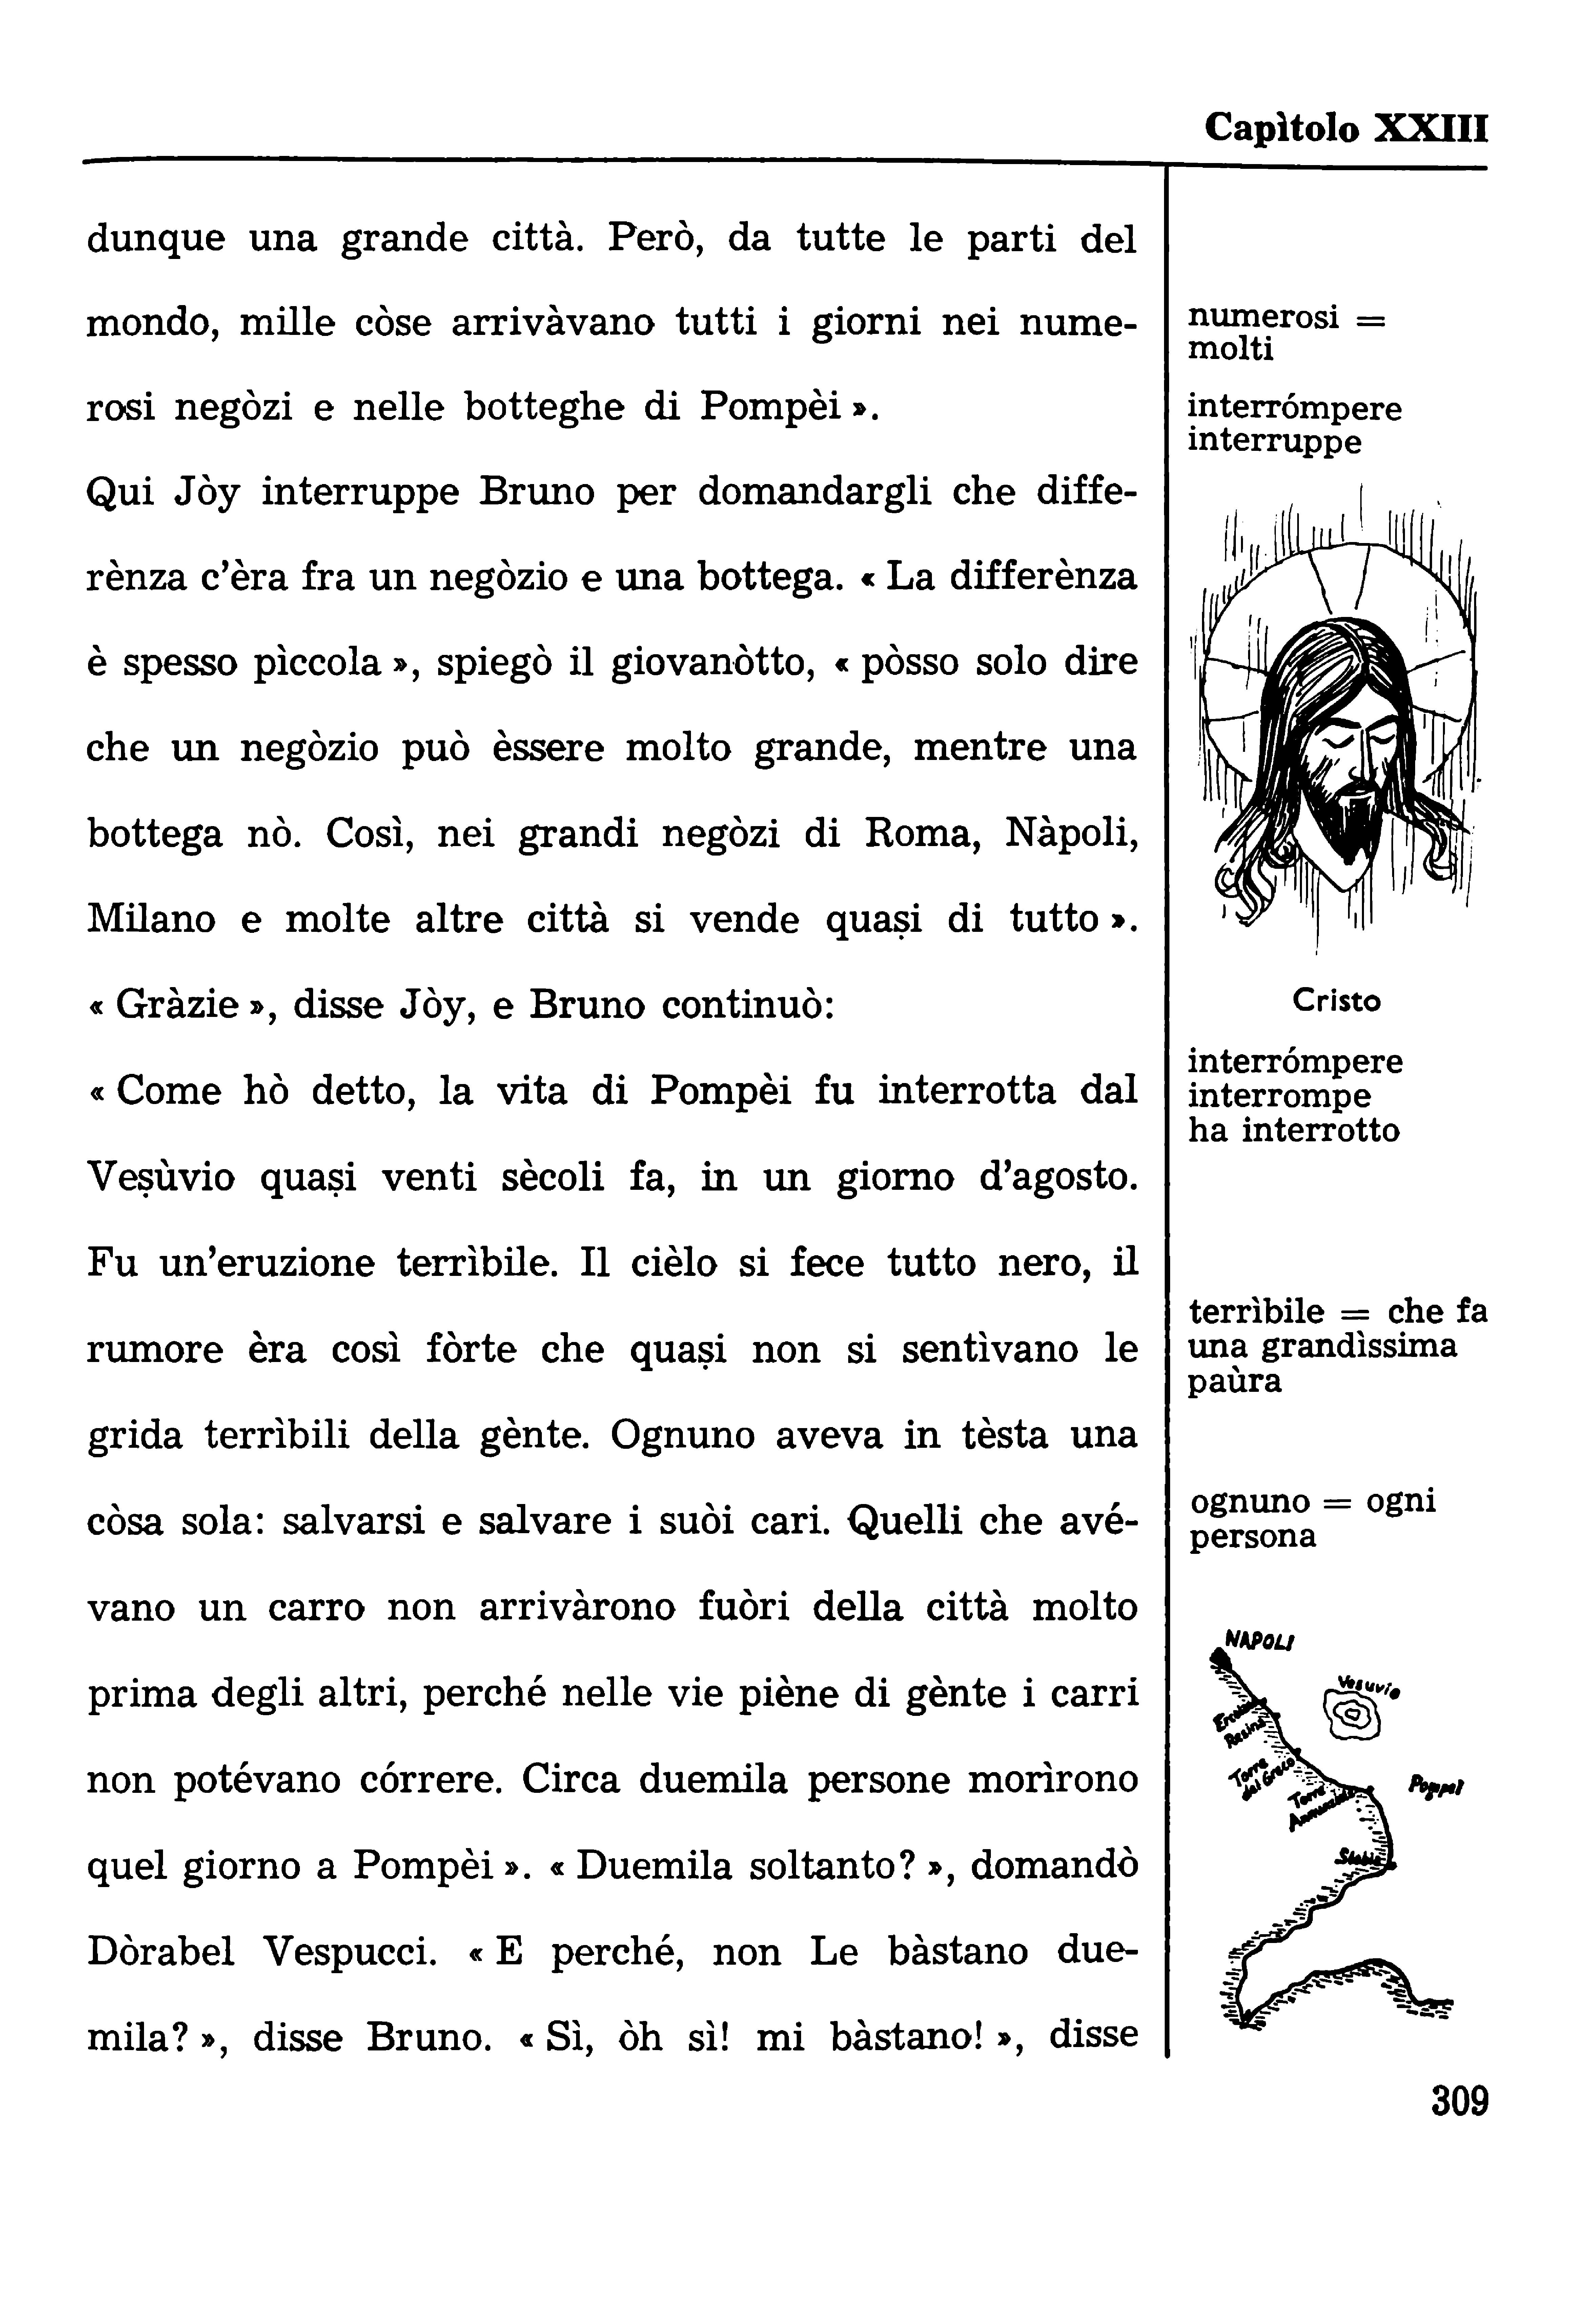 Capìtolo XXIII
dunque una grande città. Però, da tutte le parti del
mondo, mille còse arrivàvano tutti i giorni nei nume-
rosi negòzi e nelle botteghe di Pompèi ».
Qui Jòy interruppe Bruno per domandargli che diffe-
rènza c'èra fra un negòzio e una bottega. « La differènza
è spesso pìccola », spiegò il giovanòtto, « pòsso solo dire
che un negòzio può èssere molto grande, mentre una
bottega nò. Così, nei grandi negòzi di Roma, Nàpoli,
Milano e molte altre città si vende quaṣi di tutto ».
« Gràzie », disse Jòy, e Bruno continuò:
« Come hò detto, la vita di Pompèi fu interrotta dal
Veṣùvio quaṣi venti sècoli fa, in un giorno d'agosto.
Fu un'eruzione terrìbile. Il cièlo si fece tutto nero, il
rumore èra così fòrte che quaṣi non si sentìvano le
grida terrìbili della gènte. Ognuno aveva in tèsta una
còsa sola: salvarsi e salvare i suòi cari. Quelli che avé-
vano un carro non arrivàrono fuòri della città molto
prima degli altri, perché nelle vie piène di gènte i carri
non potévano córrere. Circa duemila persone morìrono
quel giorno a Pompèi ». « Duemila soltanto? », domandò
Dòrabel Vespucci. « E perché, non Le bàstano due-
mila? », disse Bruno. « Sì, òh sì! mi bàstano! », disse
numerosi =
molti
interrómpere
interruppe
Cristo
interrómpere
interrompe
ha interrotto
terrìbile = che fa
una grandìssima
paùra
ognuno = ogni
persona
NAPOLI
Vesuvio
Resina
Torre
del Greco
Torre
Annunziata
Pompei
Stabia
309